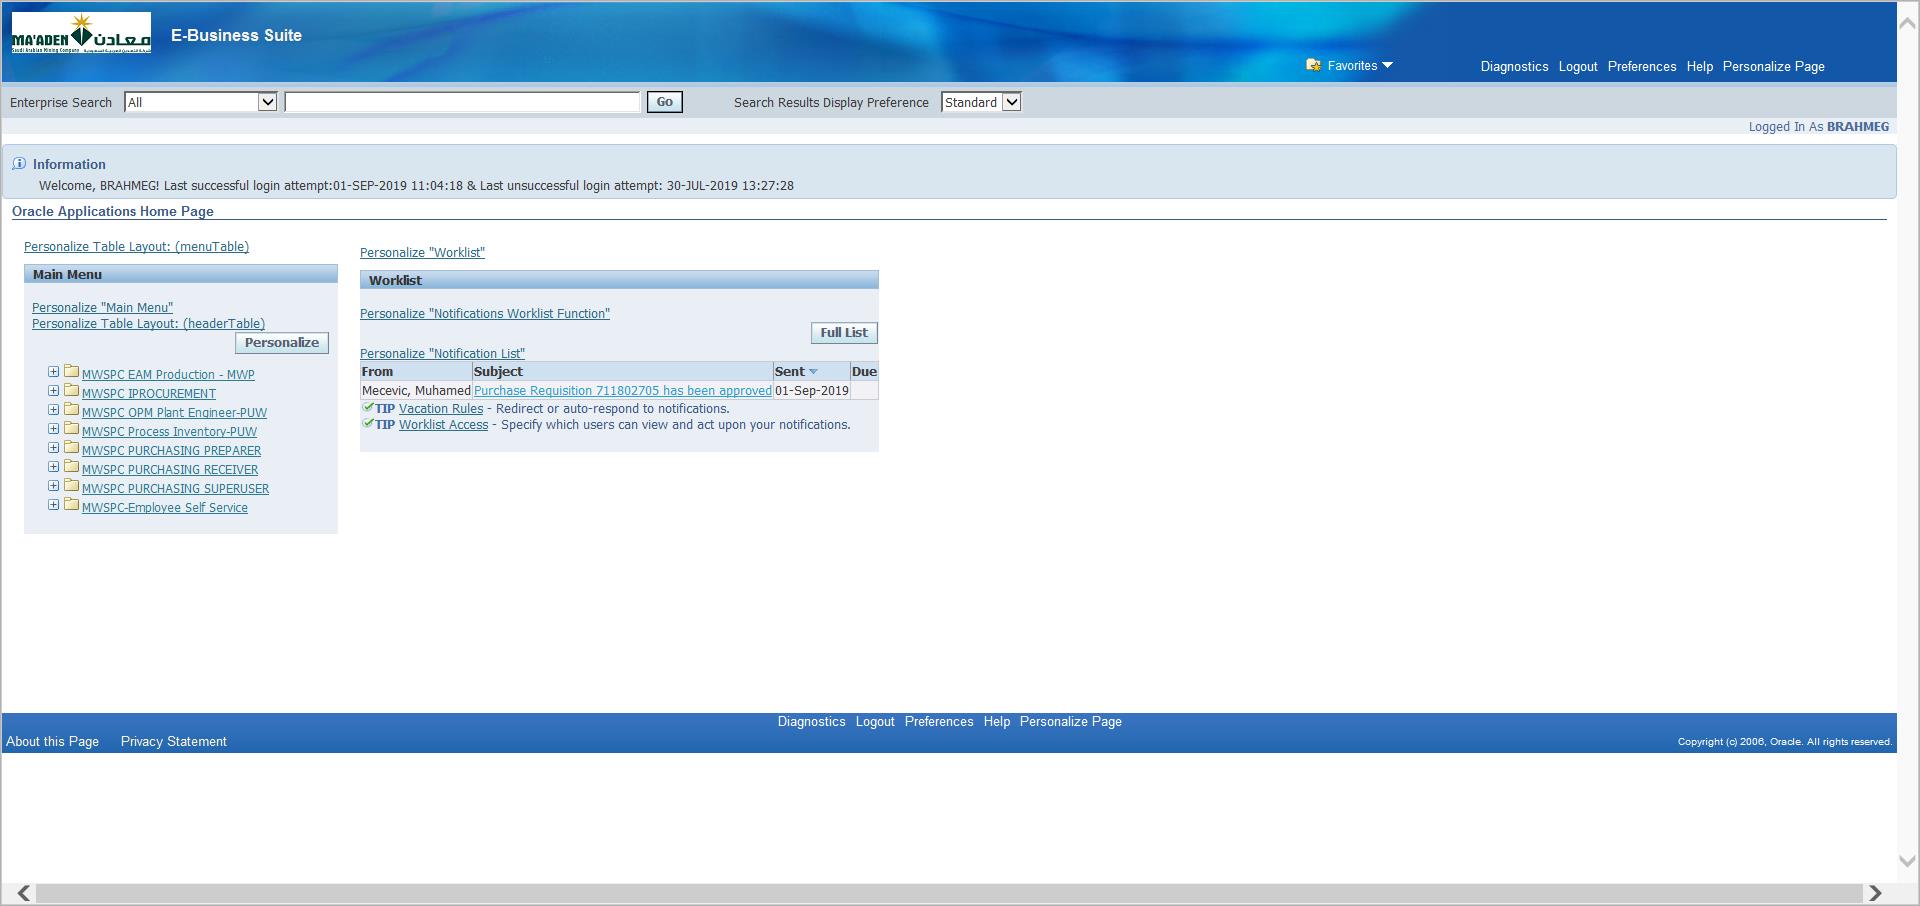 MA'ADEN معادن
Saudi Arabian Mining Company
E-Business Suite
Favorites
Diagnostics Logout Preferences Help Personalize Page
Enterprise Search All Go Search Results Display Preference Standard
Logged In As BRAHMEG
Information
Welcome, BRAHMEG! Last successful login attempt:01-SEP-2019 11:04:18 & Last unsuccessful login attempt: 30-JUL-2019 13:27:28
Oracle Applications Home Page
Personalize Table Layout: (menuTable)
Main Menu
Personalize "Main Menu"
Personalize Table Layout: (headerTable)
Personalize
MWSPC EAM Production - MWP
MWSPC IPROCUREMENT
MWSPC OPM Plant Engineer-PUW
MWSPC Process Inventory-PUW
MWSPC PURCHASING PREPARER
MWSPC PURCHASING RECEIVER
MWSPC PURCHASING SUPERUSER
MWSPC-Employee Self Service
Personalize "Worklist"
Worklist
Personalize "Notifications Worklist Function"
Full List
Personalize "Notification List"
From Subject Sent Due
Mecevic, Muhamed Purchase Requisition 711802705 has been approved 01-Sep-2019
TIP Vacation Rules - Redirect or auto-respond to notifications.
TIP Worklist Access - Specify which users can view and act upon your notifications.
Diagnostics Logout Preferences Help Personalize Page
About this Page Privacy Statement
Copyright (c) 2006, Oracle. All rights reserved.